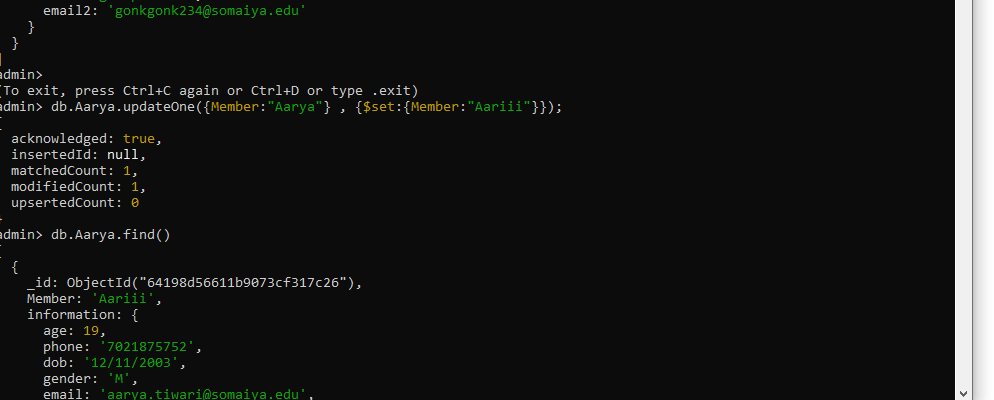 email2: 'gonkgonk234@somaiya.edu'
}
}
]
admin>
(To exit, press Ctrl+C again or Ctrl+D or type .exit)
admin> db.Aarya.updateOne({Member:"Aarya"} , {$set:{Member:"Aariii"}});
{
acknowledged: true,
insertedId: null,
matchedCount: 1,
modifiedCount: 1,
upsertedCount: 0
}
admin> db.Aarya.find()
[
{
_id: ObjectId("64198d56611b9073cf317c26"),
Member: 'Aariii',
information: {
age: 19,
phone: '7021875752',
dob: '12/11/2003',
gender: 'M',
email: 'aarya.tiwari@somaiya.edu',